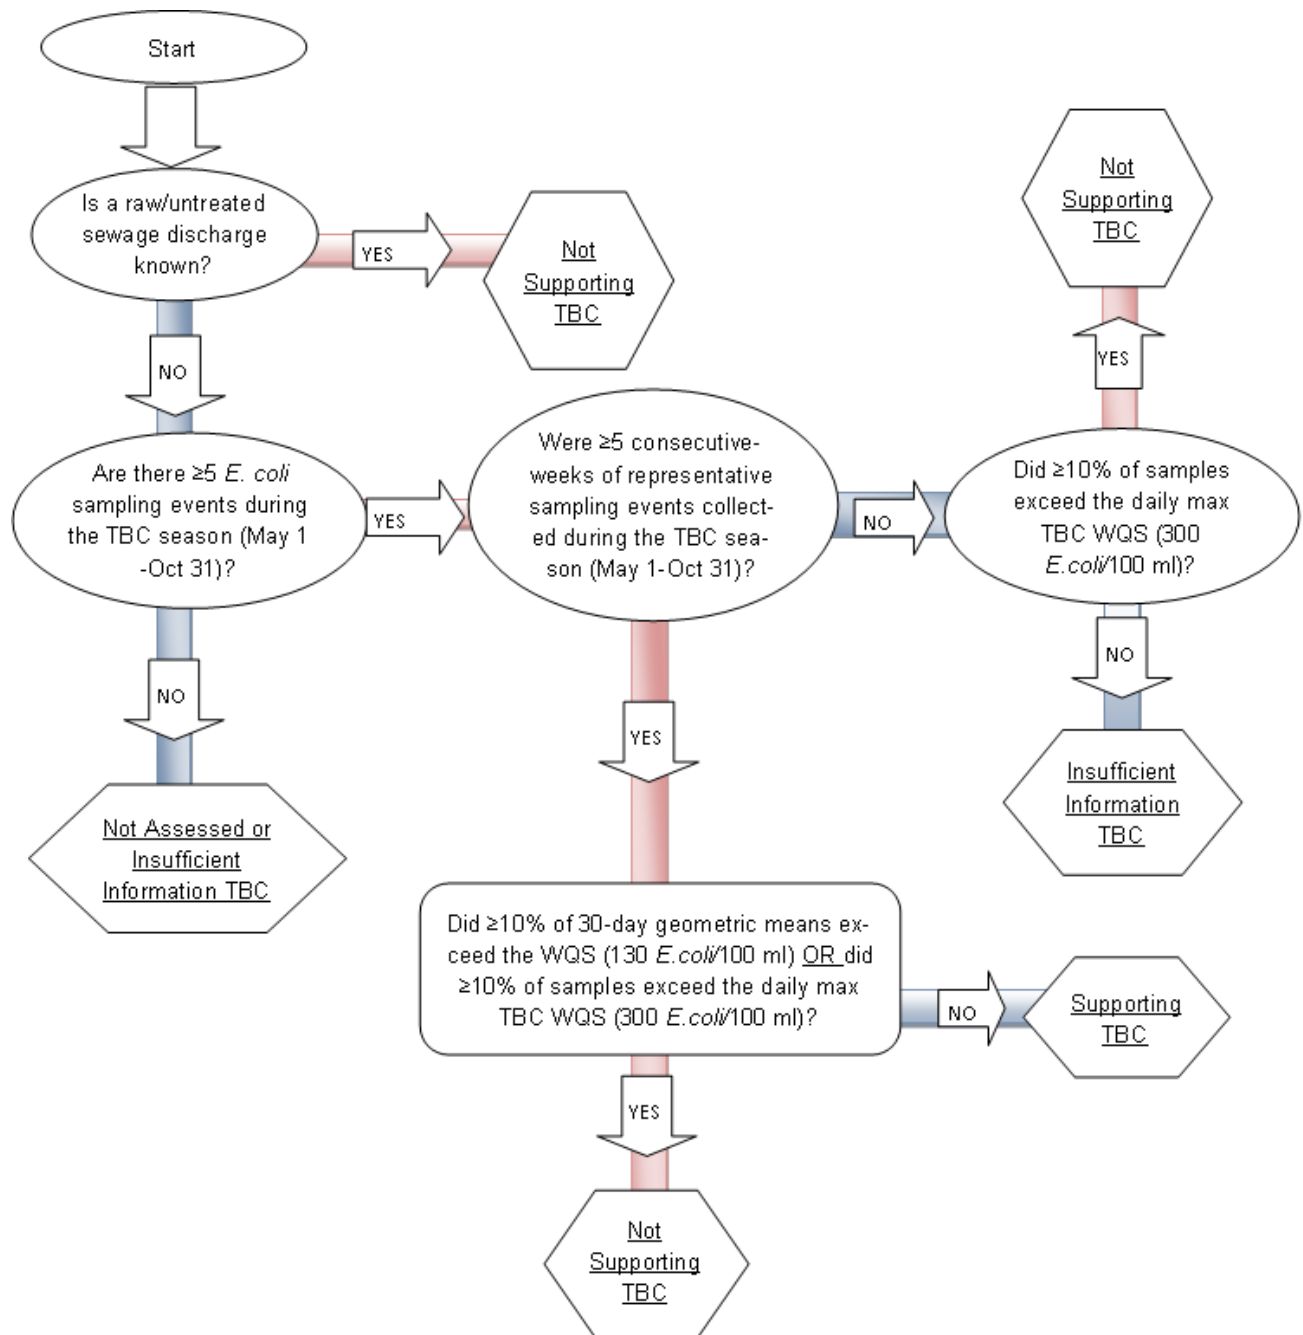 Start
Is a raw/untreated
sewage discharge
known?
YES
Not
Supporting
TBC
Not
Supporting
TBC
YES
NO
Are there ≥5 E. coli
sampling events during
the TBC season (May 1
-Oct 31)?
YES
Were ≥5 consecutive-
weeks of representative
sampling events collect-
ed during the TBC sea-
son (May 1-Oct 31)?
NO
Did ≥10% of samples
exceed the daily max
TBC WQS (300
E.coli/100 ml)?
NO
NO
YES
Not Assessed or
Insufficient
Information TBC
Insufficient
Information
TBC
Did ≥10% of 30-day geometric means ex-
ceed the WQS (130 E.coli/100 ml) OR did
≥10% of samples exceed the daily max
TBC WQS (300 E.coli/100 ml)?
NO
Supporting
TBC
YES
Not
Supporting
TBC